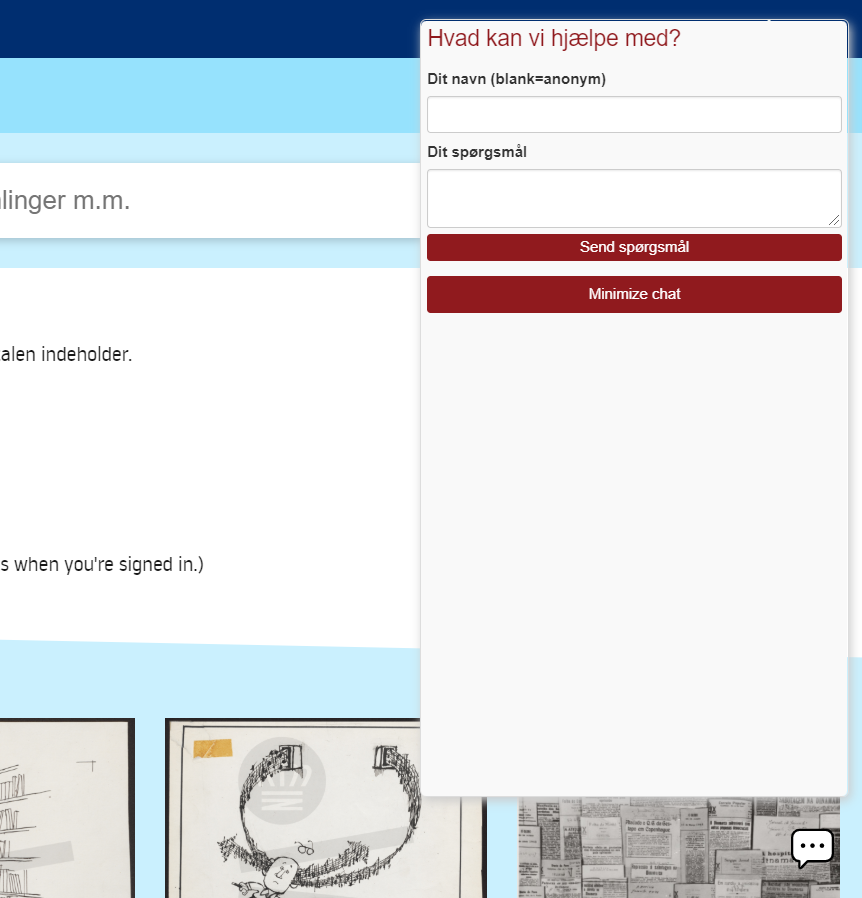 Hvad kan vi hjælpe med?
Dit navn (blank=anonym)
Dit spørgsmål
linger m.m.
Send spørgsmål
Minimize chat
alen indeholder.
s when you're signed in.)